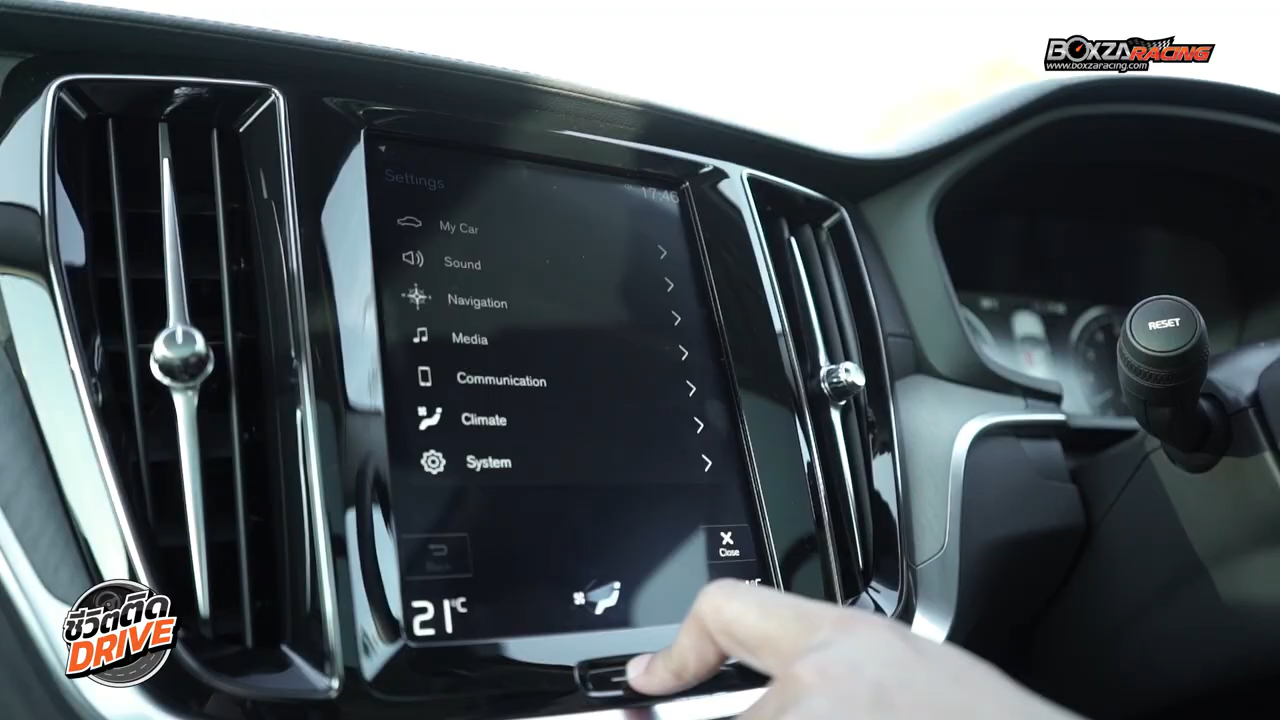 BOXZA RACING
www.boxzaracing.com
Settings
17:46
My Car
Sound
Navigation
Media
Communication
Climate
System
RESET
Close
Back
21°C
°C
ชีวิตติด
DRIVE